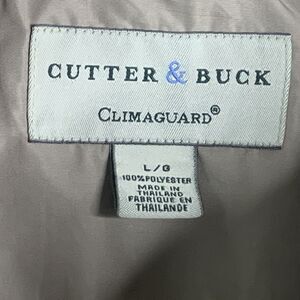 CUTTER & BUCK
CLIMAGUARD®
L/G
100% POLYESTER
MADE IN
THAILAND
FABRIQUE EN
THAILANDE